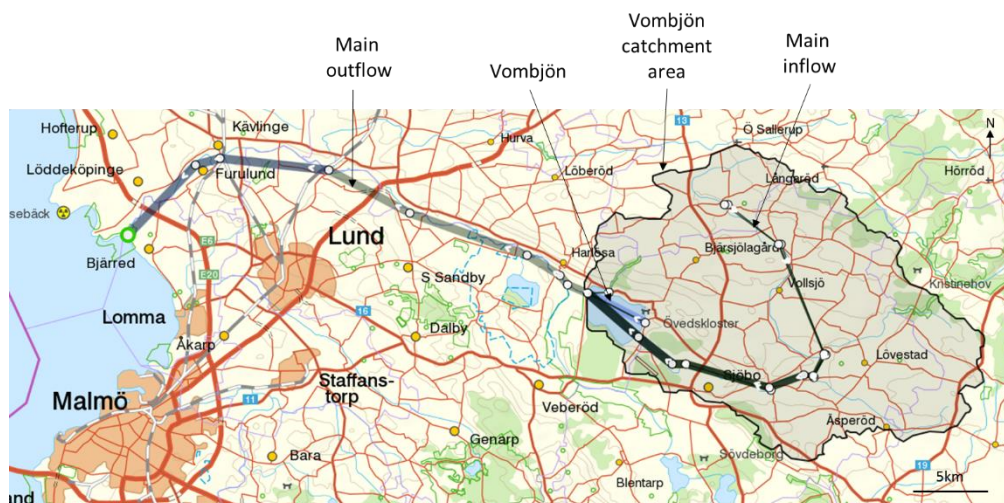 Main
outflow
Vombjön
Vombjön
catchment
area
Main
inflow
Hofterup
Kävlinge
Hurva
13
Ö Sallerup
N
Löddeköpinge
Furulund
Löberöd
Långaröd
Hörröd
sebäck
Lund
Bjärred
E6
E20
Harlösa
Bjärsjölagård
S Sandby
Vollsjö
Kristinehov
Lomma
16
Övedskloster
Åkarp
Dalby
Lövestad
Staffans-
torp
Sjöbo
Malmö
11
Veberöd
Åsperöd
Genarp
Sövdeborg
Bara
19
Blentarp
5km
and